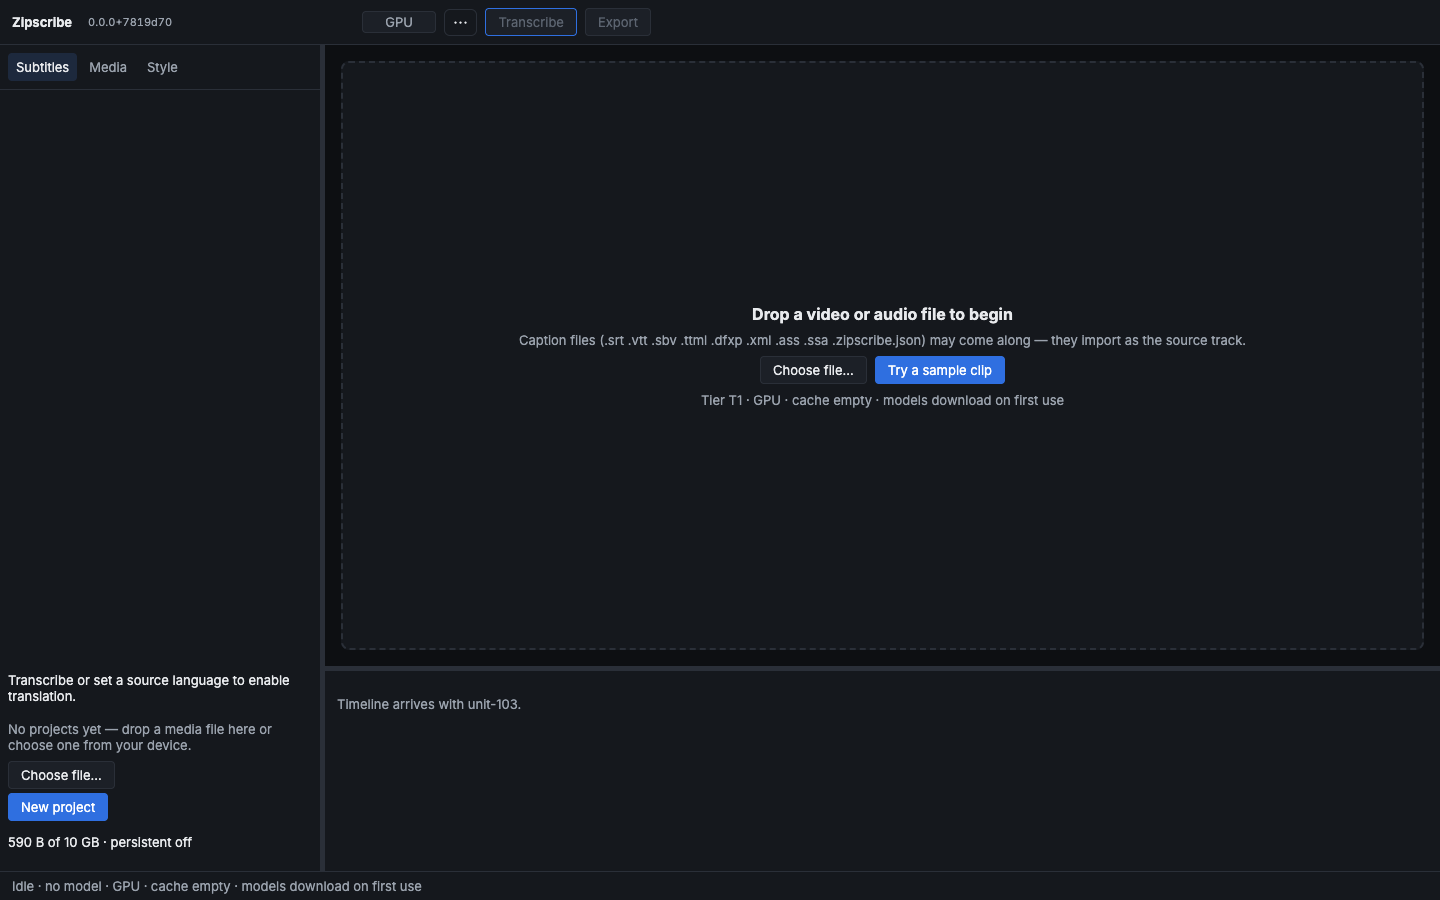 Zipscribe 0.0.0+7819d70 GPU ··· Transcribe Export
Subtitles Media Style
Drop a video or audio file to begin
Caption files (.srt .vtt .sbv .ttml .dfxp .xml .ass .ssa .zipscribe.json) may come along — they import as the source track.
Choose file... Try a sample clip
Tier T1 · GPU · cache empty · models download on first use
Transcribe or set a source language to enable
translation.
No projects yet — drop a media file here or
choose one from your device.
Choose file...
New project
590 B of 10 GB · persistent off
Timeline arrives with unit-103.
Idle · no model · GPU · cache empty · models download on first use